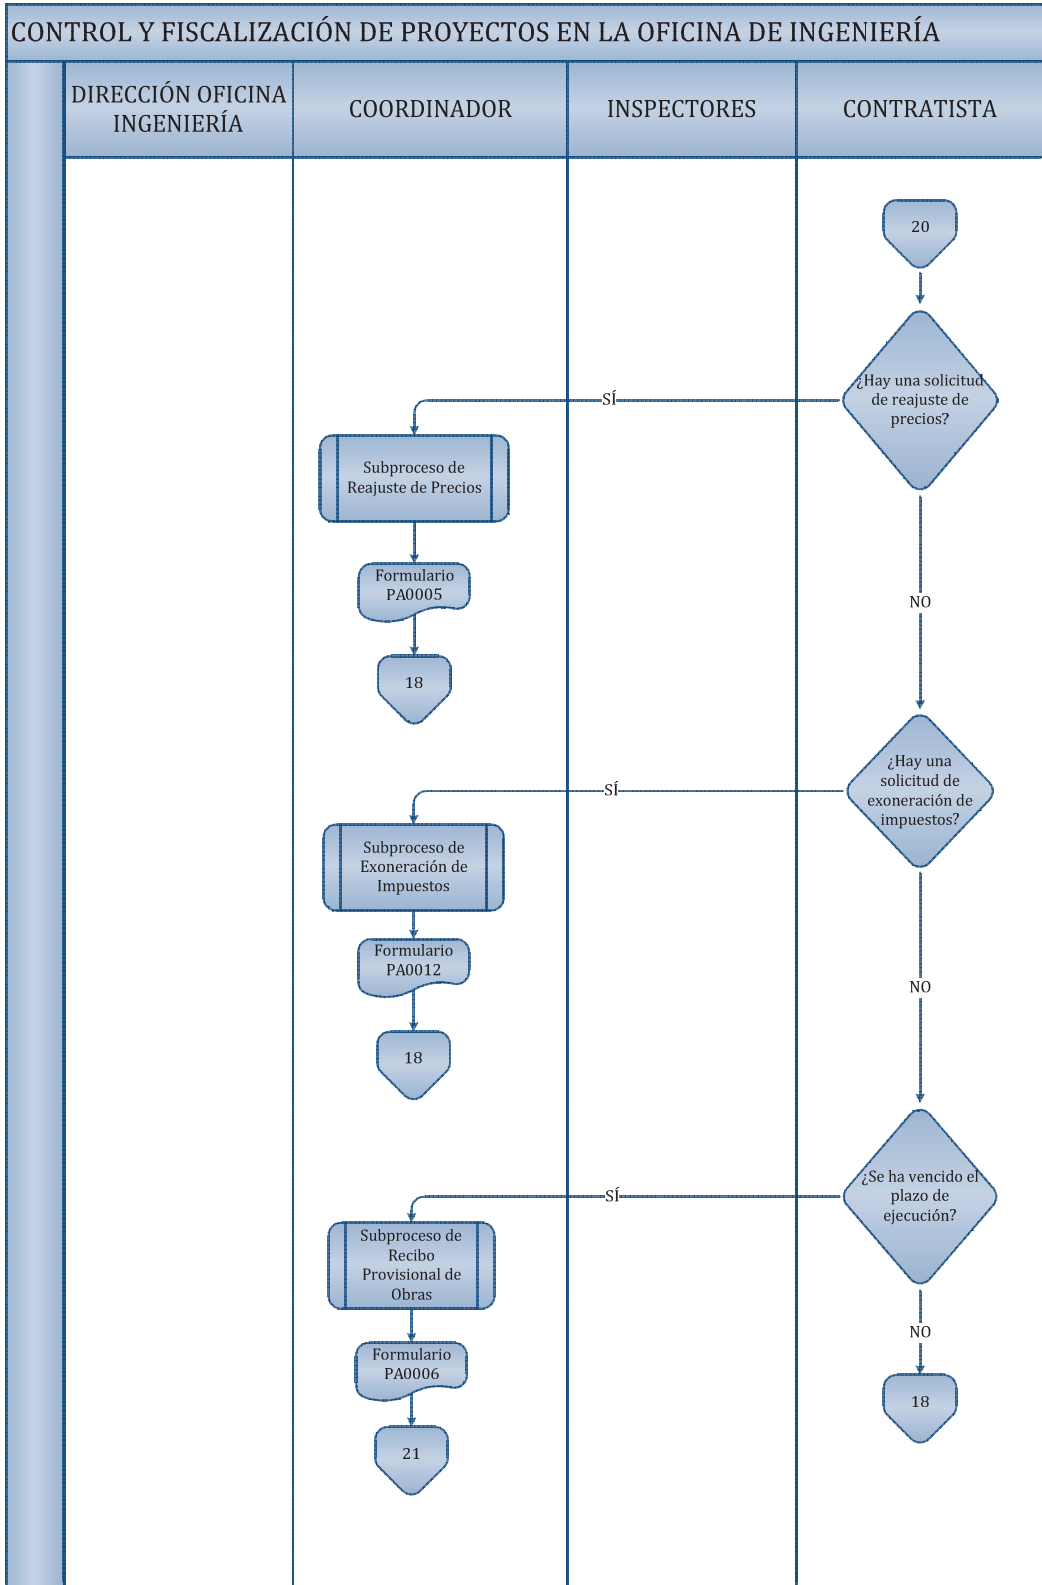 CONTROL Y FISCALIZACIÓN DE PROYECTOS EN LA OFICINA DE INGENIERÍA
DIRECCIÓN OFICINA
INGENIERÍA
COORDINADOR
INSPECTORES
CONTRATISTA
20
¿Hay una solicitud
de reajuste de
precios?
SÍ
Subproceso de
Reajuste de Precios
Formulario
PA0005
18
NO
¿Hay una
solicitud de
exoneración de
impuestos?
SÍ
Subproceso de
Exoneración de
Impuestos
Formulario
PA0012
18
NO
¿Se ha vencido el
plazo de
ejecución?
SÍ
Subproceso de
Recibo
Provisional de
Obras
Formulario
PA0006
21
NO
18